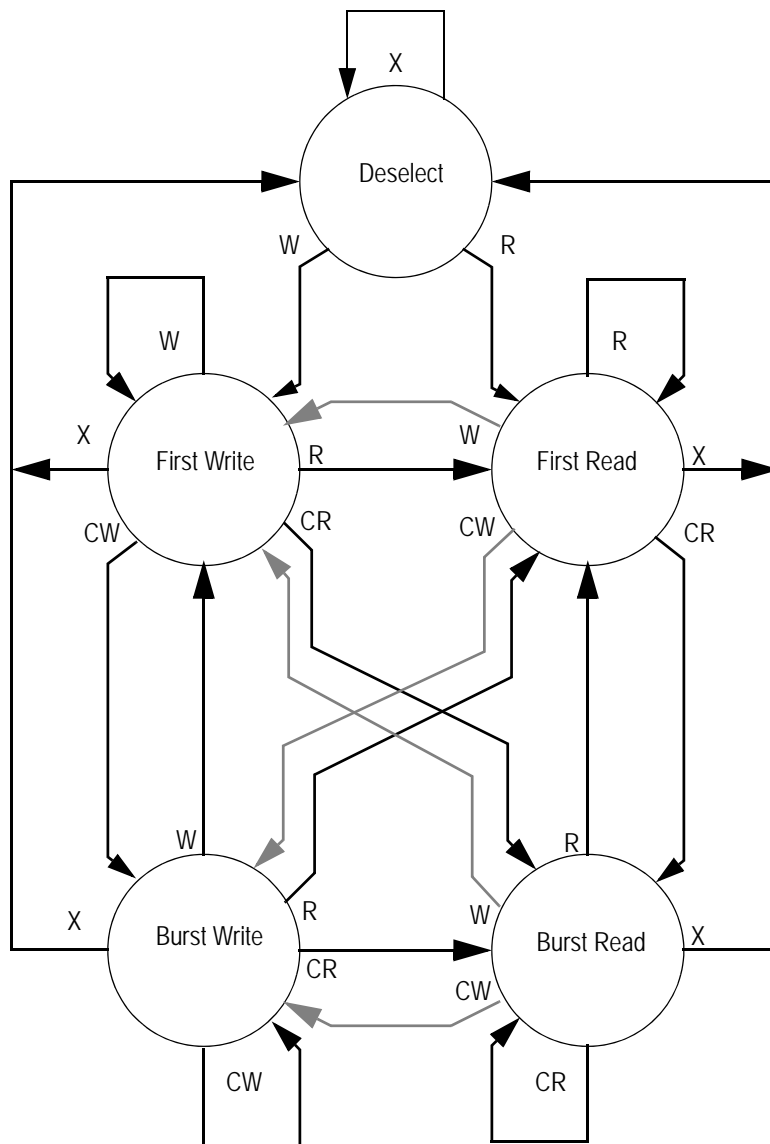 X
Deselect
W
R
W
R
X
First Write
R
W
First Read
X
CW
CR
CW
CR
W
R
X
Burst Write
R
W
Burst Read
X
CR
CW
CW
CR